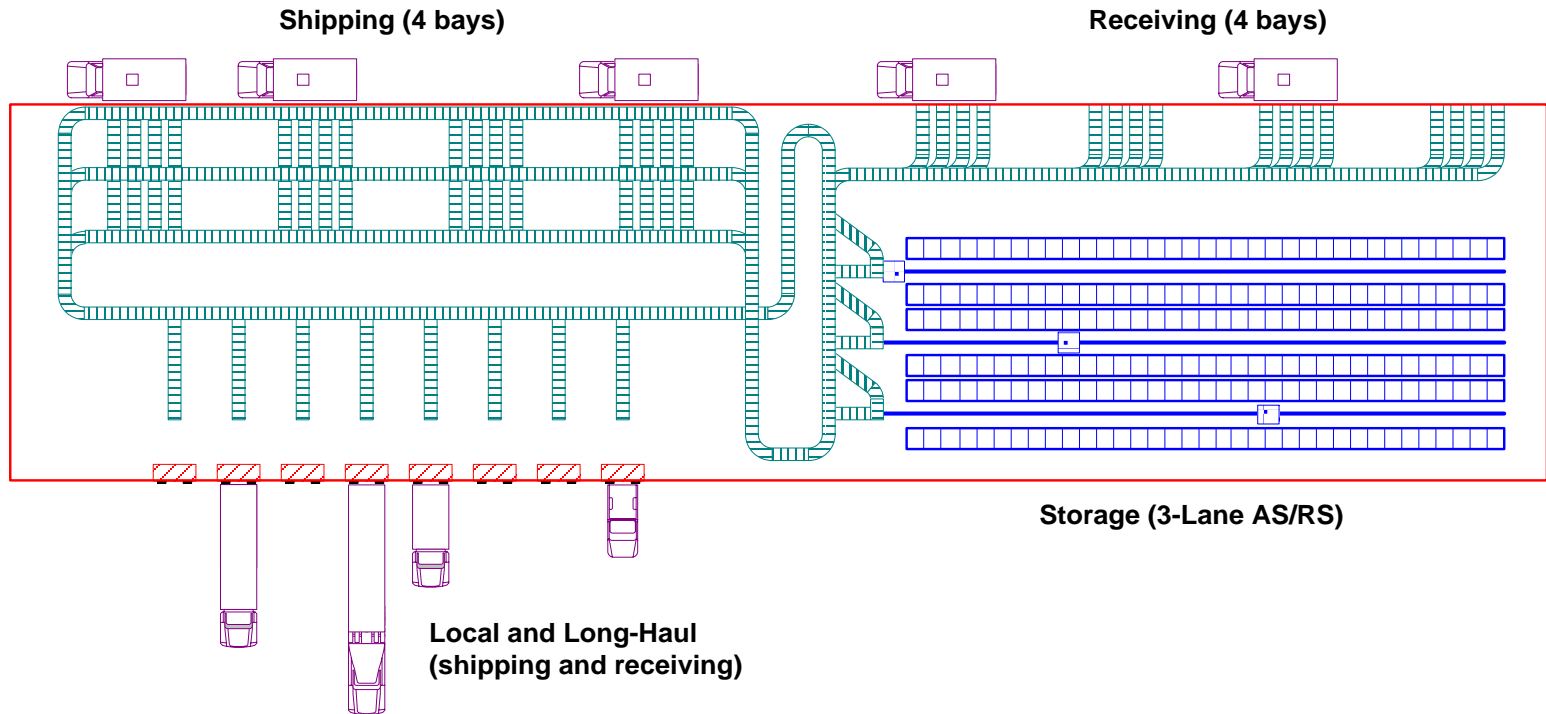 Shipping (4 bays)
Receiving (4 bays)
Storage (3-Lane AS/RS)
Local and Long-Haul
(shipping and receiving)